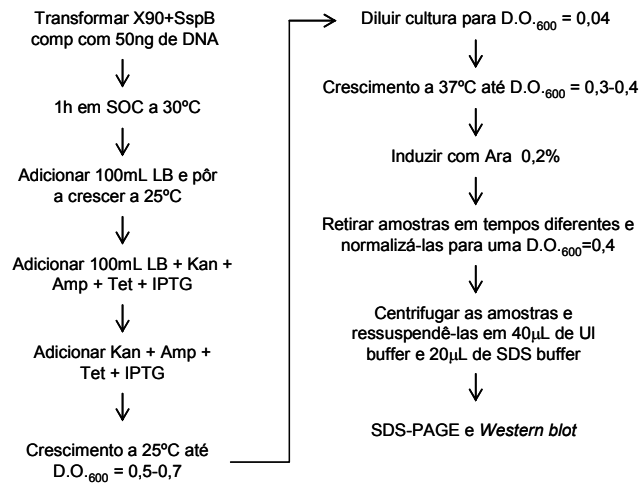 Transformar X90+SspB
comp com 50ng de DNA
1h em SOC a 30ºC
Adicionar 100mL LB e pôr
a crescer a 25ºC
Adicionar 100mL LB + Kan +
Amp + Tet + IPTG
Adicionar Kan + Amp +
Tet + IPTG
Crescimento a 25ºC até
D.O.600 = 0,5-0,7
Diluir cultura para D.O.600 = 0,04
Crescimento a 37ºC até D.O.600 = 0,3-0,4
Induzir com Ara 0,2%
Retirar amostras em tempos diferentes e
normalizá-las para uma D.O.600=0,4
Centrifugar as amostras e
ressuspendê-las em 40μL de UI
buffer e 20μL de SDS buffer
SDS-PAGE e Western blot